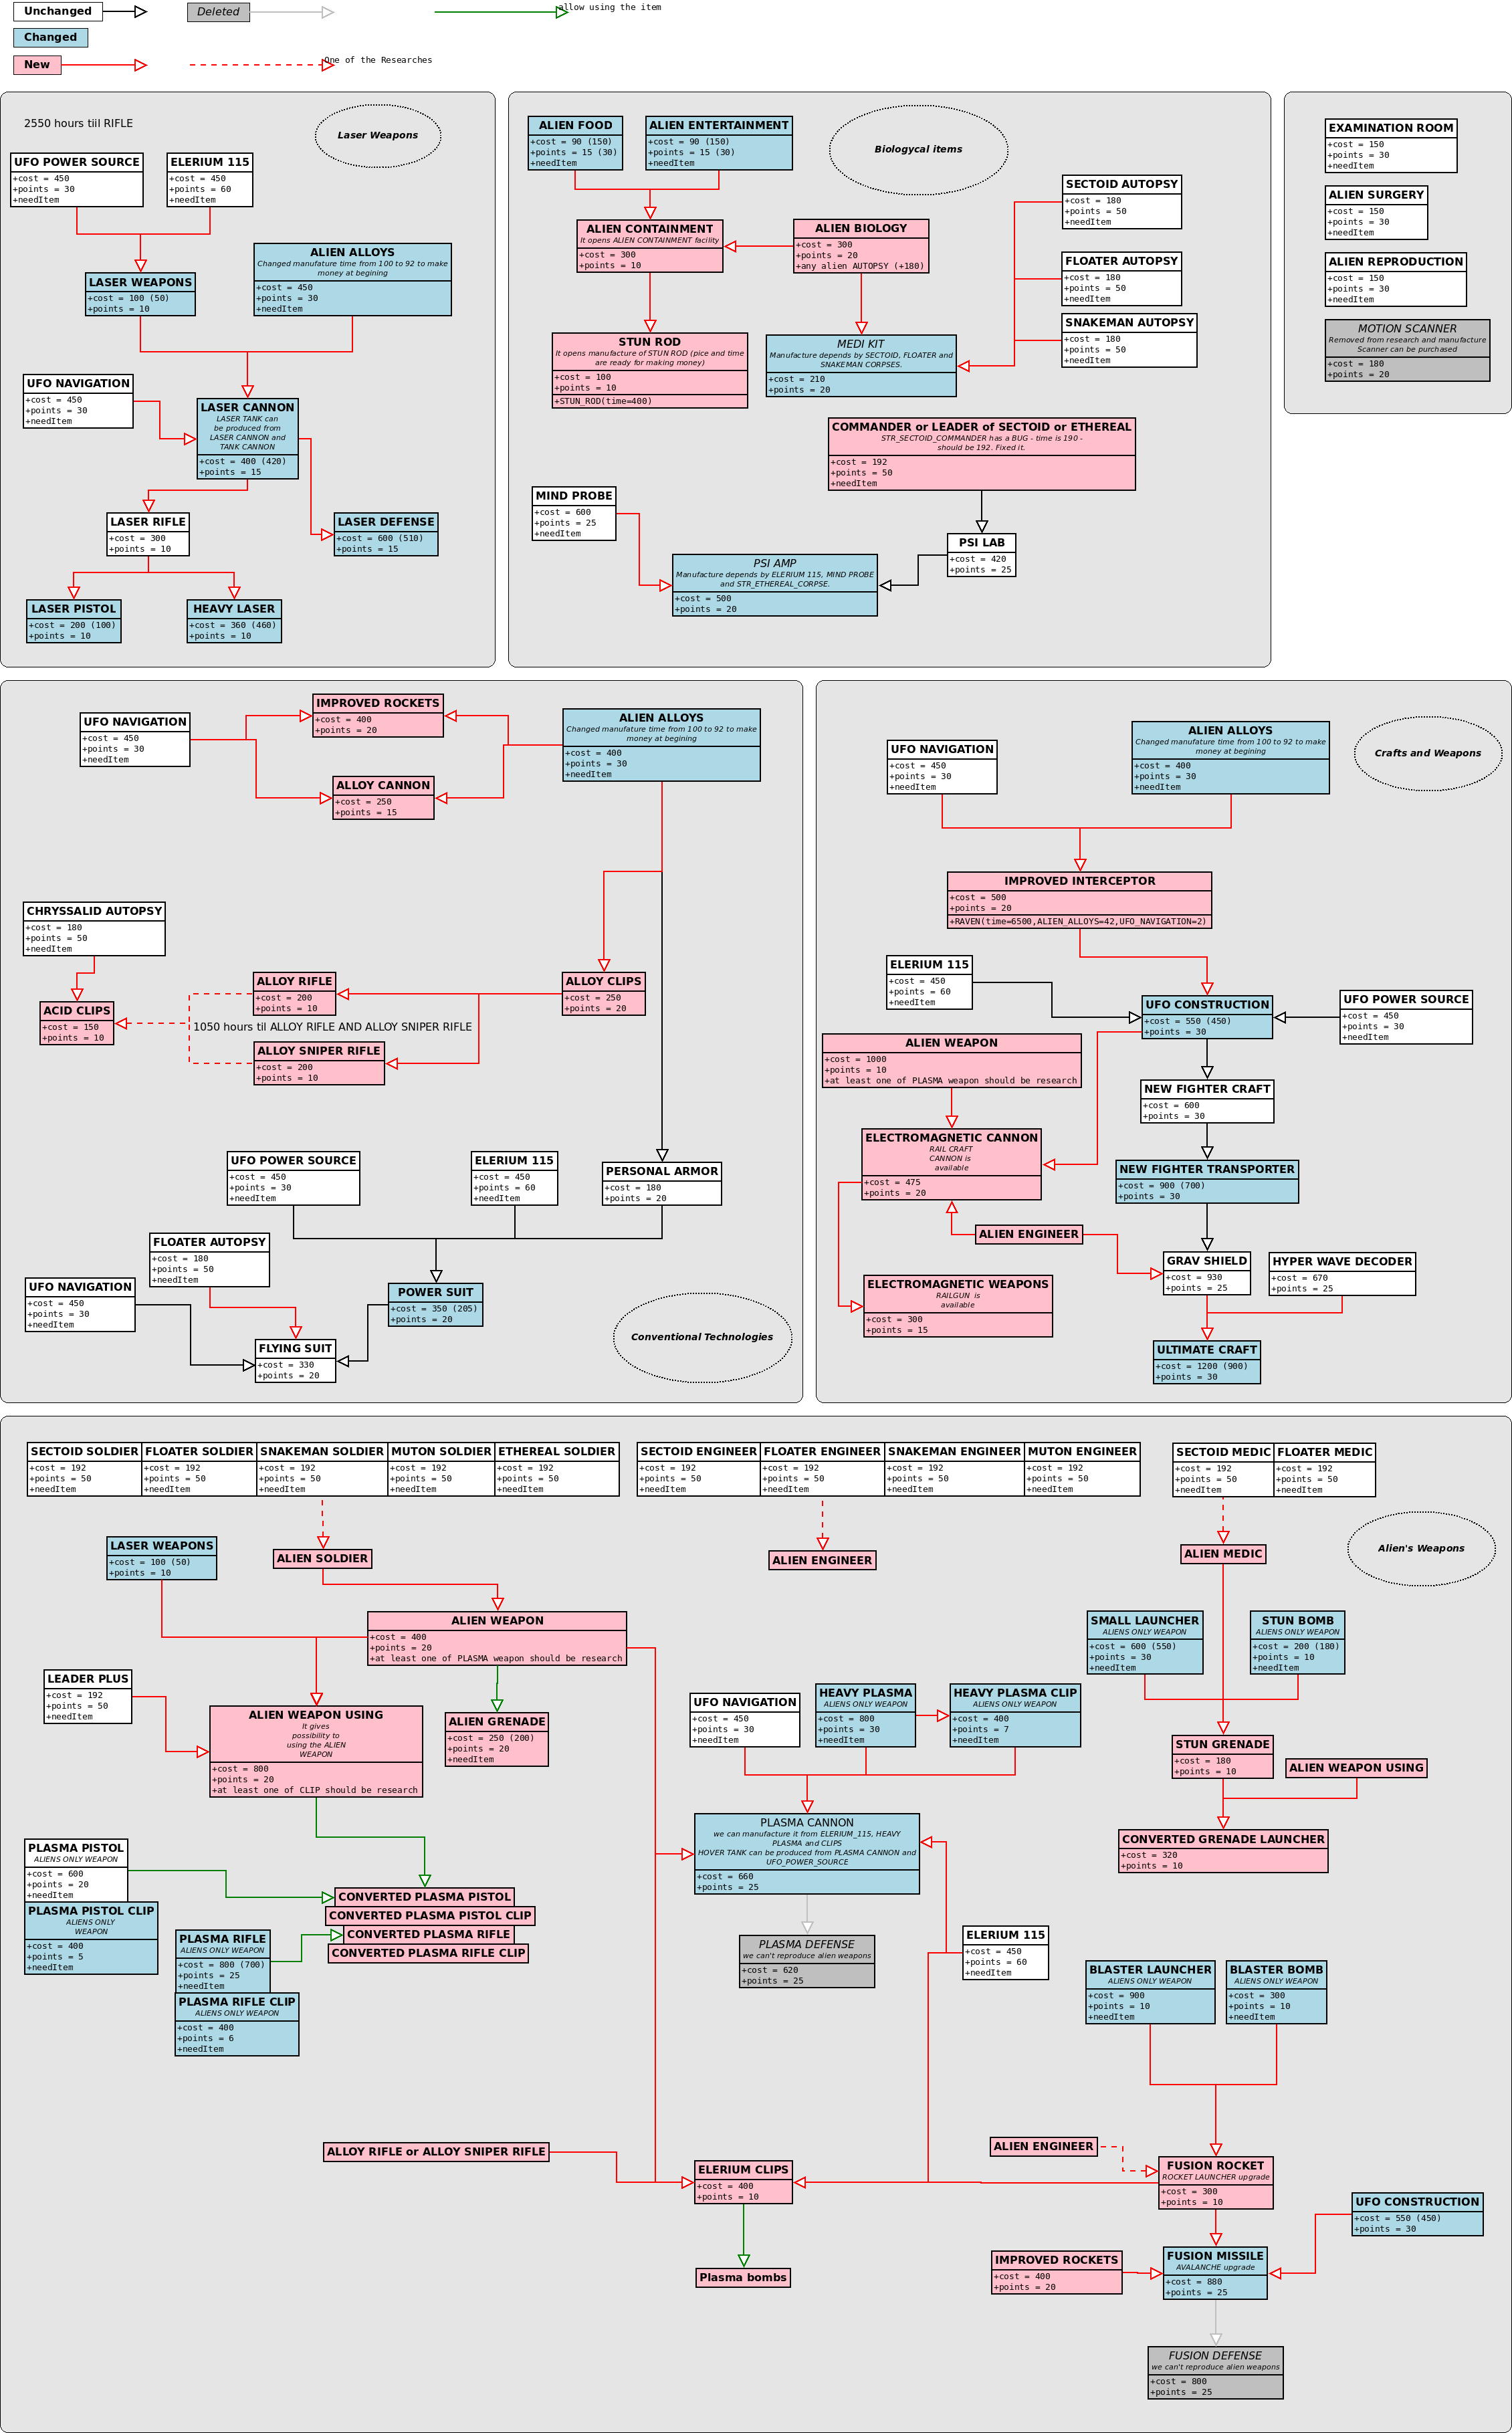 Unchanged
Deleted
allow using the item
Changed
New
One of the Researches
2550 hours tiil RIFLE
Laser Weapons
UFO POWER SOURCE
+cost = 450
+points = 30
+needItem
ELERIUM 115
+cost = 450
+points = 60
+needItem
ALIEN ALLOYS
Changed manufature time from 100 to 92 to make
money at begining
+cost = 450
+points = 30
+needItem
LASER WEAPONS
+cost = 100 (50)
+points = 10
UFO NAVIGATION
+cost = 450
+points = 30
+needItem
LASER CANNON
LASER TANK can
be produced from
LASER CANNON and
TANK CANNON
+cost = 400 (420)
+points = 15
LASER RIFLE
+cost = 300
+points = 10
LASER DEFENSE
+cost = 600 (510)
+points = 15
LASER PISTOL
+cost = 200 (100)
+points = 10
HEAVY LASER
+cost = 360 (460)
+points = 10
ALIEN FOOD
+cost = 90 (150)
+points = 15 (30)
+needItem
ALIEN ENTERTAINMENT
+cost = 90 (150)
+points = 15 (30)
+needItem
Biologycal items
SECTOID AUTOPSY
+cost = 180
+points = 50
+needItem
ALIEN CONTAINMENT
It opens ALIEN CONTAINMENT facility
+cost = 300
+points = 10
ALIEN BIOLOGY
+cost = 300
+points = 20
+any alien AUTOPSY (+180)
FLOATER AUTOPSY
+cost = 180
+points = 50
+needItem
SNAKEMAN AUTOPSY
+cost = 180
+points = 50
+needItem
STUN ROD
It opens manufacture of STUN ROD (pice and time
are ready for making money)
+cost = 100
+points = 10
+STUN_ROD(time=400)
MEDI KIT
Manufacture depends by SECTOID, FLOATER and
SNAKEMAN CORPSES.
+cost = 210
+points = 20
COMMANDER or LEADER of SECTOID or ETHEREAL
STR_SECTOID_COMMANDER has a BUG - time is 190 -
should be 192. Fixed it.
+cost = 192
+points = 50
+needItem
MIND PROBE
+cost = 600
+points = 25
+needItem
PSI LAB
+cost = 420
+points = 25
PSI AMP
Manufacture depends by ELERIUM 115, MIND PROBE
and STR_ETHEREAL_CORPSE.
+cost = 500
+points = 20
EXAMINATION ROOM
+cost = 150
+points = 30
+needItem
ALIEN SURGERY
+cost = 150
+points = 30
+needItem
ALIEN REPRODUCTION
+cost = 150
+points = 30
+needItem
MOTION SCANNER
Removed from research and manufacture
Scanner can be purchased
+cost = 180
+points = 20
UFO NAVIGATION
+cost = 450
+points = 30
+needItem
IMPROVED ROCKETS
+cost = 400
+points = 20
ALIEN ALLOYS
Changed manufature time from 100 to 92 to make
money at begining
+cost = 400
+points = 30
+needItem
ALLOY CANNON
+cost = 250
+points = 15
CHRYSSALID AUTOPSY
+cost = 180
+points = 50
+needItem
ACID CLIPS
+cost = 150
+points = 10
ALLOY RIFLE
+cost = 200
+points = 10
ALLOY CLIPS
+cost = 250
+points = 20
1050 hours til ALLOY RIFLE AND ALLOY SNIPER RIFLE
ALLOY SNIPER RIFLE
+cost = 200
+points = 10
UFO POWER SOURCE
+cost = 450
+points = 30
+needItem
ELERIUM 115
+cost = 450
+points = 60
+needItem
PERSONAL ARMOR
+cost = 180
+points = 20
FLOATER AUTOPSY
+cost = 180
+points = 50
+needItem
UFO NAVIGATION
+cost = 450
+points = 30
+needItem
POWER SUIT
+cost = 350 (205)
+points = 20
FLYING SUIT
+cost = 330
+points = 20
Conventional Technologies
UFO NAVIGATION
+cost = 450
+points = 30
+needItem
ALIEN ALLOYS
Changed manufature time from 100 to 92 to make
money at begining
+cost = 400
+points = 30
+needItem
Crafts and Weapons
IMPROVED INTERCEPTOR
+cost = 500
+points = 20
+RAVEN(time=6500,ALIEN_ALLOYS=42,UFO_NAVIGATION=2)
ELERIUM 115
+cost = 450
+points = 60
+needItem
UFO CONSTRUCTION
+cost = 550 (450)
+points = 30
UFO POWER SOURCE
+cost = 450
+points = 30
+needItem
ALIEN WEAPON
+cost = 1000
+points = 10
+at least one of PLASMA weapon should be research
NEW FIGHTER CRAFT
+cost = 600
+points = 30
ELECTROMAGNETIC CANNON
RAIL CRAFT
CANNON is
available
+cost = 475
+points = 20
NEW FIGHTER TRANSPORTER
+cost = 900 (700)
+points = 30
ALIEN ENGINEER
GRAV SHIELD
+cost = 930
+points = 25
HYPER WAVE DECODER
+cost = 670
+points = 25
ELECTROMAGNETIC WEAPONS
RAILGUN is
available
+cost = 300
+points = 15
ULTIMATE CRAFT
+cost = 1200 (900)
+points = 30
SECTOID SOLDIER
+cost = 192
+points = 50
+needItem
FLOATER SOLDIER
+cost = 192
+points = 50
+needItem
SNAKEMAN SOLDIER
+cost = 192
+points = 50
+needItem
MUTON SOLDIER
+cost = 192
+points = 50
+needItem
ETHEREAL SOLDIER
+cost = 192
+points = 50
+needItem
SECTOID ENGINEER
+cost = 192
+points = 50
+needItem
FLOATER ENGINEER
+cost = 192
+points = 50
+needItem
SNAKEMAN ENGINEER
+cost = 192
+points = 50
+needItem
MUTON ENGINEER
+cost = 192
+points = 50
+needItem
SECTOID MEDIC
+cost = 192
+points = 50
+needItem
FLOATER MEDIC
+cost = 192
+points = 50
+needItem
LASER WEAPONS
+cost = 100 (50)
+points = 10
ALIEN SOLDIER
ALIEN ENGINEER
ALIEN MEDIC
Alien's Weapons
ALIEN WEAPON
+cost = 400
+points = 20
+at least one of PLASMA weapon should be research
SMALL LAUNCHER
ALIENS ONLY WEAPON
+cost = 600 (550)
+points = 30
+needItem
STUN BOMB
ALIENS ONLY WEAPON
+cost = 200 (180)
+points = 10
+needItem
LEADER PLUS
+cost = 192
+points = 50
+needItem
ALIEN WEAPON USING
It gives
possibility to
using the ALIEN
WEAPON
+cost = 800
+points = 20
+at least one of CLIP should be research
ALIEN GRENADE
+cost = 250 (200)
+points = 20
+needItem
UFO NAVIGATION
+cost = 450
+points = 30
+needItem
HEAVY PLASMA
ALIENS ONLY WEAPON
+cost = 800
+points = 30
+needItem
HEAVY PLASMA CLIP
ALIENS ONLY WEAPON
+cost = 400
+points = 7
+needItem
STUN GRENADE
+cost = 180
+points = 10
ALIEN WEAPON USING
CONVERTED GRENADE LAUNCHER
+cost = 320
+points = 10
PLASMA CANNON
we can manufacture it from ELERIUM_115, HEAVY
PLASMA and CLIPS
HOVER TANK can be produced from PLASMA CANNON and
UFO_POWER_SOURCE
+cost = 660
+points = 25
PLASMA PISTOL
ALIENS ONLY WEAPON
+cost = 600
+points = 20
+needItem
PLASMA PISTOL CLIP
ALIENS ONLY
WEAPON
+cost = 400
+points = 5
+needItem
CONVERTED PLASMA PISTOL
CONVERTED PLASMA PISTOL CLIP
CONVERTED PLASMA RIFLE
CONVERTED PLASMA RIFLE CLIP
PLASMA RIFLE
ALIENS ONLY WEAPON
+cost = 800 (700)
+points = 25
+needItem
PLASMA RIFLE CLIP
ALIENS ONLY WEAPON
+cost = 400
+points = 6
+needItem
PLASMA DEFENSE
we can't reproduce alien weapons
+cost = 620
+points = 25
ELERIUM 115
+cost = 450
+points = 60
+needItem
BLASTER LAUNCHER
ALIENS ONLY WEAPON
+cost = 900
+points = 10
+needItem
BLASTER BOMB
ALIENS ONLY WEAPON
+cost = 300
+points = 10
+needItem
ALLOY RIFLE or ALLOY SNIPER RIFLE
ALIEN ENGINEER
ELERIUM CLIPS
+cost = 400
+points = 10
FUSION ROCKET
ROCKET LAUNCHER upgrade
+cost = 300
+points = 10
UFO CONSTRUCTION
+cost = 550 (450)
+points = 30
Plasma bombs
IMPROVED ROCKETS
+cost = 400
+points = 20
FUSION MISSILE
AVALANCHE upgrade
+cost = 880
+points = 25
FUSION DEFENSE
we can't reproduce alien weapons
+cost = 800
+points = 25